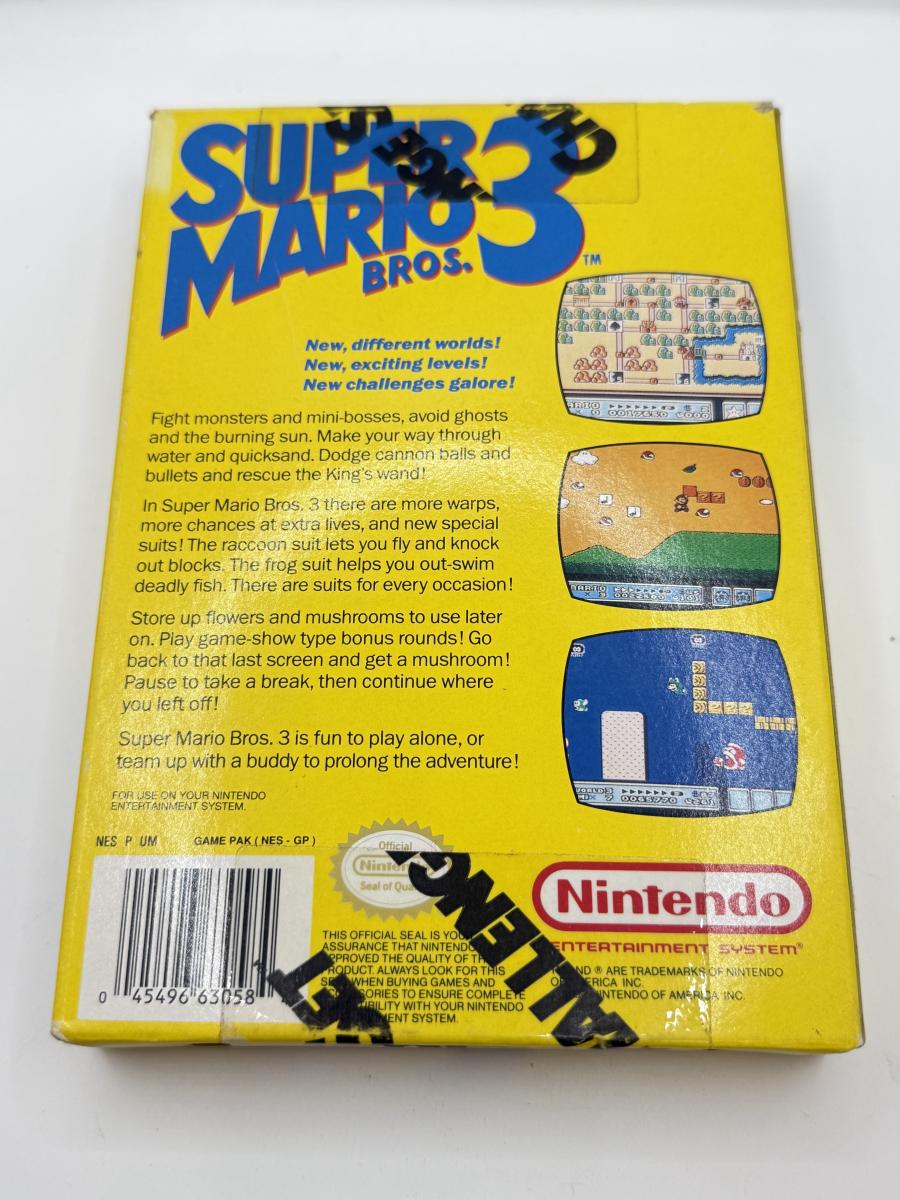 SUPER
MARIO
BROS.
3
TM
New, different worlds!
New, exciting levels!
New challenges galore!
Fight monsters and mini-bosses, avoid ghosts
and the burning sun. Make your way through
water and quicksand. Dodge cannon balls and
bullets and rescue the King's wand!
In Super Mario Bros. 3 there are more warps,
more chances at extra lives, and new special
suits! The raccoon suit lets you fly and knock
out blocks. The frog suit helps you out-swim
deadly fish. There are suits for every occasion!
Store up flowers and mushrooms to use later
on. Play game-show type bonus rounds! Go
back to that last screen and get a mushroom!
Pause to take a break, then continue where
you left off!
Super Mario Bros. 3 is fun to play alone, or
team up with a buddy to prolong the adventure!
FOR USE ON YOUR NINTENDO
ENTERTAINMENT SYSTEM.
NES P UM GAME PAK ( NES - GP )
Official
Seal of
THIS OFFICIAL SEAL IS
ASSURANCE THAT NINTENDO
THE QUALITY OF
ALWAYS LOOK FOR THIS
WHEN BUYING GAMES AND
TO ENSURE COMPLETE
WITH YOUR NINTENDO
SYSTEM.
0 45496 63058
Nintendo
ENTERTAINMENT SYSTEM®
AND ® ARE TRADEMARKS OF NINTENDO
INC.
NINTENDO OF AMERICA INC.